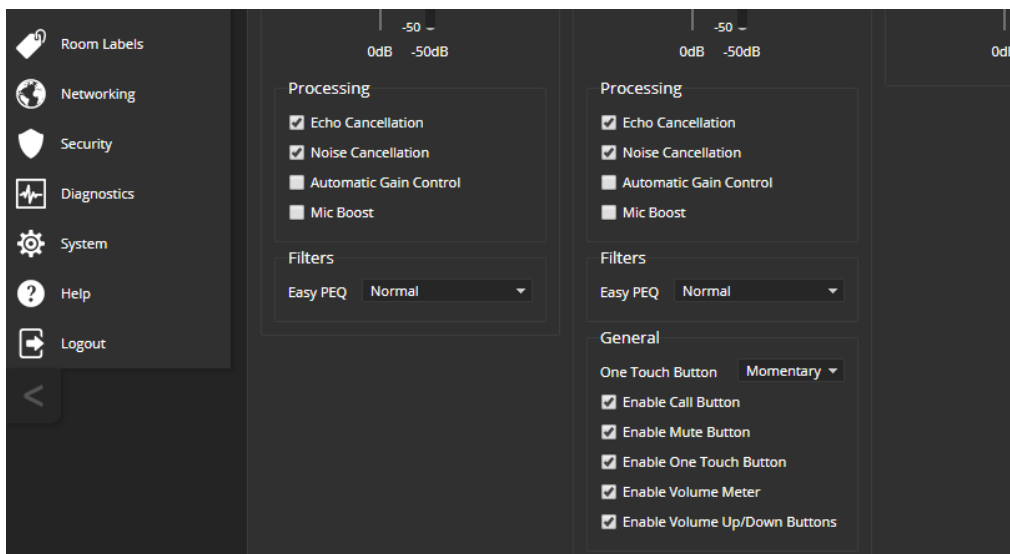 Room Labels
Networking
Security
Diagnostics
System
Help
Logout
<
-50
0dB -50dB
Processing
Echo Cancellation
Noise Cancellation
Automatic Gain Control
Mic Boost
Filters
Easy PEQ Normal
-50
0dB -50dB
Processing
Echo Cancellation
Noise Cancellation
Automatic Gain Control
Mic Boost
Filters
Easy PEQ Normal
General
One Touch Button Momentary
Enable Call Button
Enable Mute Button
Enable One Touch Button
Enable Volume Meter
Enable Volume Up/Down Buttons